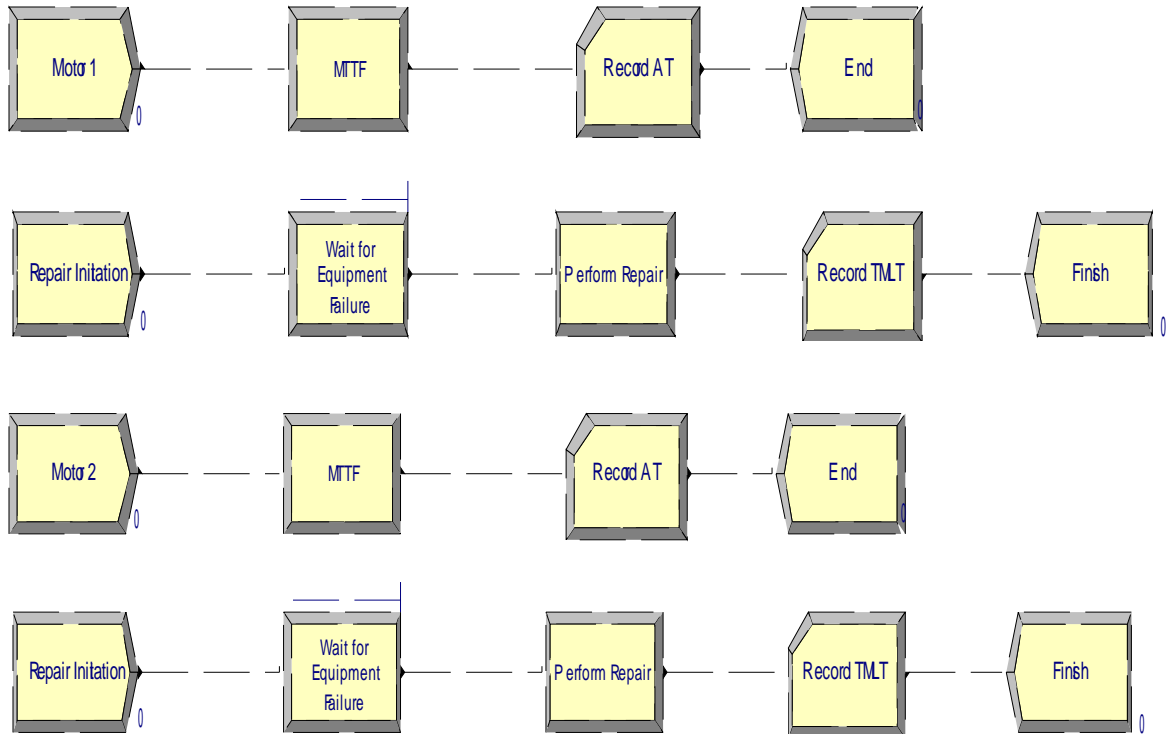 Motor 1
MTTF
Record AT
End
0
0
Repair Initation
Wait for
Equipment
Failure
Perform Repair
Record TMLT
Finish
0
0
Motor 2
MTTF
Record AT
End
0
0
Repair Initation
Wait for
Equipment
Failure
Perform Repair
Record TMLT
Finish
0
0